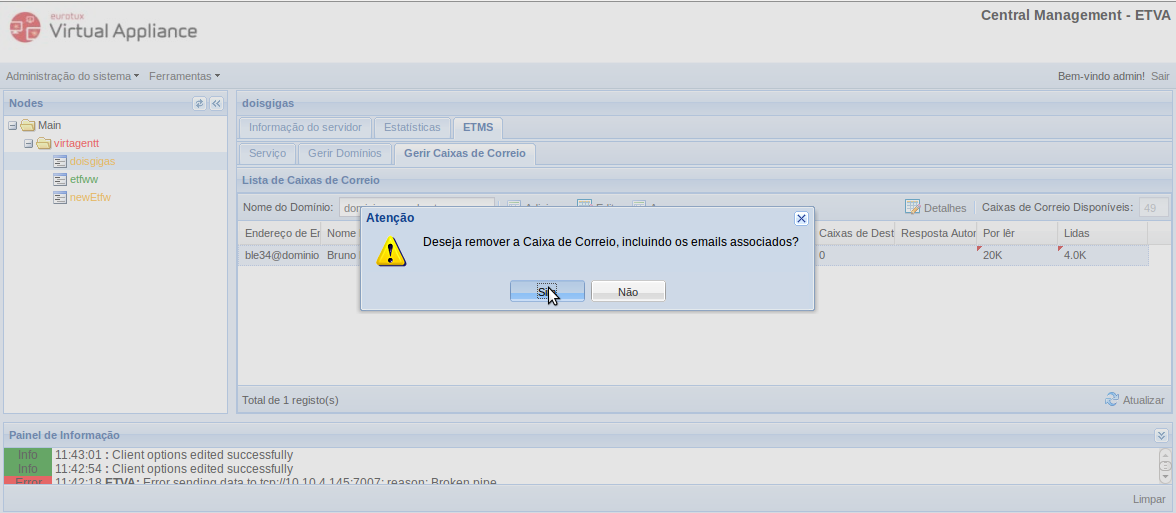 eurotux
Virtual Appliance
Central Management - ETVA
Administração do sistema Ferramentas
Bem-vindo admin! Sair
Nodes
doisgigas
Main
virtagentt
doisgigas
etfww
newEtfw
Informação do servidor Estatísticas ETMS
Serviço Gerir Domínios Gerir Caixas de Correio
Lista de Caixas de Correio
Nome do Domínio: Detalhes Caixas de Correio Disponíveis: 49
Endereço de Er Nome Caixas de Dest Resposta Autor Por lêr Lidas
ble34@dominio Bruno 0 20K 4.0K
Atenção
Deseja remover a Caixa de Correio, incluindo os emails associados?
Não
Total de 1 registo(s) Atualizar
Painel de Informação
Info 11:43:01 : Client options edited successfully
Info 11:42:54 : Client options edited successfully
Error 11:42:18 ETVA: Error sending data to tcp://10.10.4.145:7007: reason: Broken pipe
Limpar